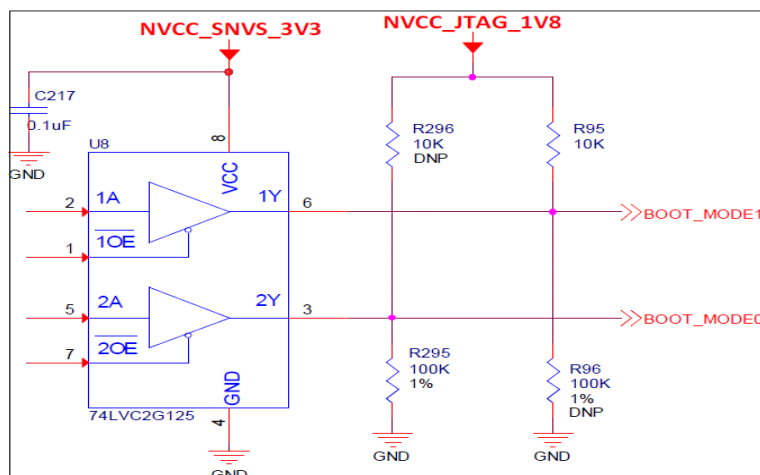 NVCC_SNVS_3V3
NVCC_JTAG_1V8
C217
0.1uF
GND
U8
8
VCC
R296
10K
DNP
R95
10K
2
1A
1Y
6
BOOT_MODE1
1
1OE
5
2A
2Y
3
BOOT_MODE0
7
2OE
GND
R295
100K
1%
R96
100K
1%
DNP
74LVC2G125
4
GND
GND
GND